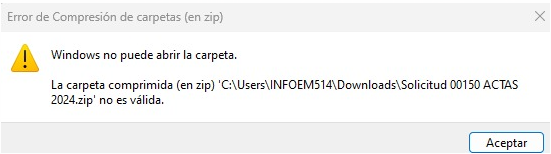 Error de Compresión de carpetas (en zip)
Windows no puede abrir la carpeta.
La carpeta comprimida (en zip) 'C:\Users\INFOEM514\Downloads\Solicitud 00150 ACTAS
2024.zip' no es válida.
Aceptar